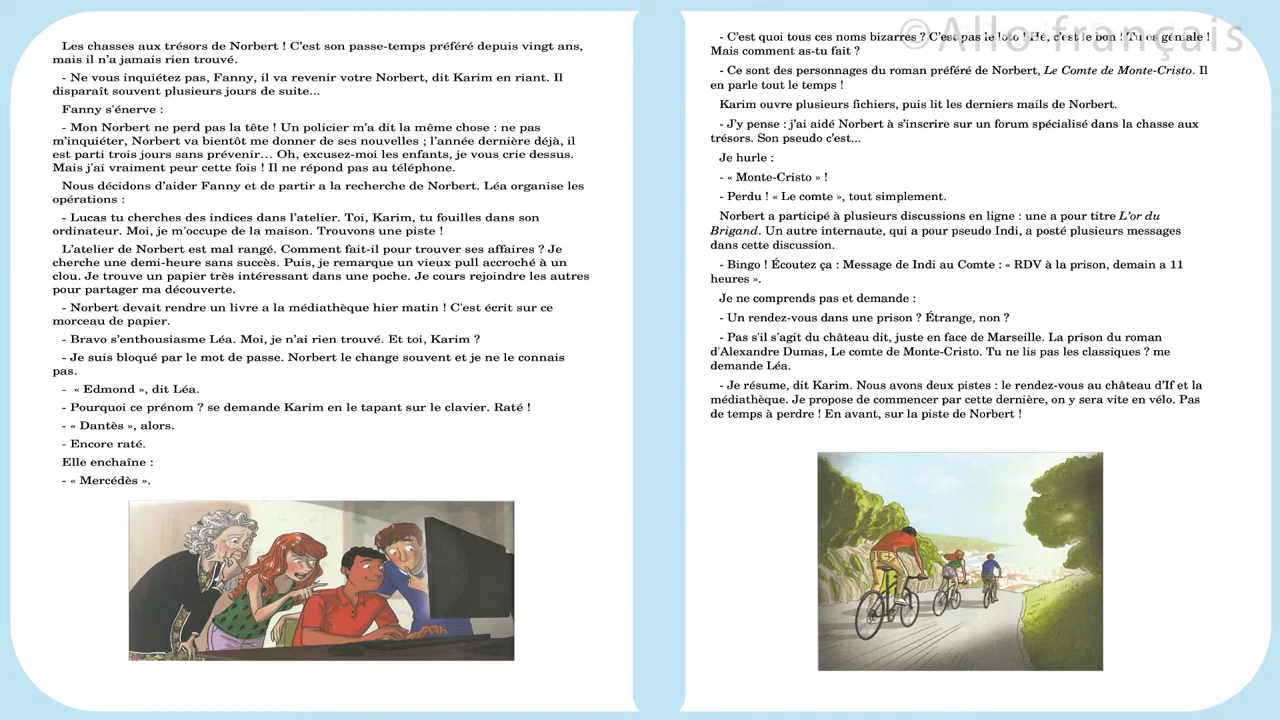 Les chasses aux trésors de Norbert ! C'est son passe-temps préféré depuis vingt ans,
mais il n'a jamais rien trouvé.
- Ne vous inquiétez pas, Fanny, il va revenir votre Norbert, dit Karim en riant. Il
disparaît souvent plusieurs jours de suite...
Fanny s'énerve :
- Mon Norbert ne perd pas la tête ! Un policier m'a dit la même chose : ne pas
m'inquiéter, Norbert va bientôt me donner de ses nouvelles ; l'année dernière déjà, il
est parti trois jours sans prévenir… Oh, excusez-moi les enfants, je vous crie dessus.
Mais j'ai vraiment peur cette fois ! Il ne répond pas au téléphone.
Nous décidons d'aider Fanny et de partir a la recherche de Norbert. Léa organise les
opérations :
- Lucas tu cherches des indices dans l'atelier. Toi, Karim, tu fouilles dans son
ordinateur. Moi, je m'occupe de la maison. Trouvons une piste !
L'atelier de Norbert est mal rangé. Comment fait-il pour trouver ses affaires ? Je
cherche une demi-heure sans succès. Puis, je remarque un vieux pull accroché à un
clou. Je trouve un papier très intéressant dans une poche. Je cours rejoindre les autres
pour partager ma découverte.
- Norbert devait rendre un livre a la médiathèque hier matin ! C'est écrit sur ce
morceau de papier.
- Bravo s'enthousiasme Léa. Moi, je n'ai rien trouvé. Et toi, Karim ?
- Je suis bloqué par le mot de passe. Norbert le change souvent et je ne le connais
pas.
- « Edmond », dit Léa.
- Pourquoi ce prénom ? se demande Karim en le tapant sur le clavier. Raté !
- « Dantès », alors.
- Encore raté.
Elle enchaîne :
- « Mercédès ».
©Allo français
- C'est quoi tous ces noms bizarres ? C'est pas le loto ! Hé, c'est le bon ! Tu es géniale !
Mais comment as-tu fait ?
- Ce sont des personnages du roman préféré de Norbert, Le Comte de Monte-Cristo. Il
en parle tout le temps !
Karim ouvre plusieurs fichiers, puis lit les derniers mails de Norbert.
- J'y pense : j'ai aidé Norbert à s'inscrire sur un forum spécialisé dans la chasse aux
trésors. Son pseudo c'est...
Je hurle :
- « Monte-Cristo » !
- Perdu ! « Le comte », tout simplement.
Norbert a participé à plusieurs discussions en ligne : une a pour titre L'or du
Brigand. Un autre internaute, qui a pour pseudo Indi, a posté plusieurs messages
dans cette discussion.
- Bingo ! Écoutez ça : Message de Indi au Comte : « RDV à la prison, demain a 11
heures ».
Je ne comprends pas et demande :
- Un rendez-vous dans une prison ? Étrange, non ?
- Pas s'il s'agit du château dit, juste en face de Marseille. La prison du roman
d'Alexandre Dumas, Le comte de Monte-Cristo. Tu ne lis pas les classiques ? me
demande Léa.
- Je résume, dit Karim. Nous avons deux pistes : le rendez-vous au château d'If et la
médiathèque. Je propose de commencer par cette dernière, on y sera vite en vélo. Pas
de temps à perdre ! En avant, sur la piste de Norbert !